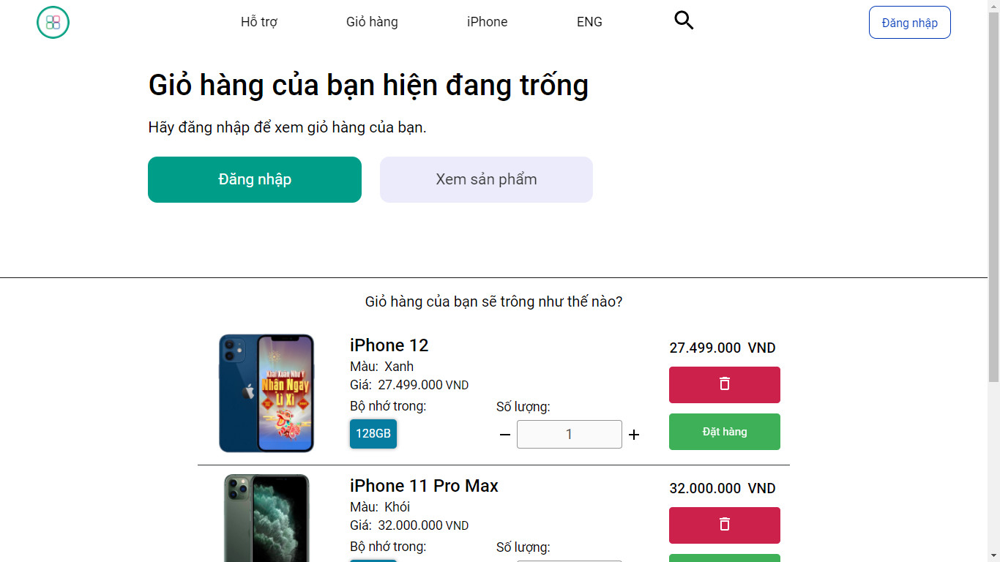 Hỗ trợ
Giỏ hàng
iPhone
ENG
Đăng nhập
Giỏ hàng của bạn hiện đang trống
Hãy đăng nhập để xem giỏ hàng của bạn.
Đăng nhập
Xem sản phẩm
Giỏ hàng của bạn sẽ trông như thế nào?
Khai Xuân Như Ý
Nhận Ngay
Lì Xì
iPhone 12
Màu: Xanh
Giá: 27.499.000 VND
Bộ nhớ trong:
128GB
Số lượng:
1
27.499.000 VND
Đặt hàng
iPhone 11 Pro Max
Màu: Khói
Giá: 32.000.000 VND
Bộ nhớ trong:
Số lượng:
32.000.000 VND